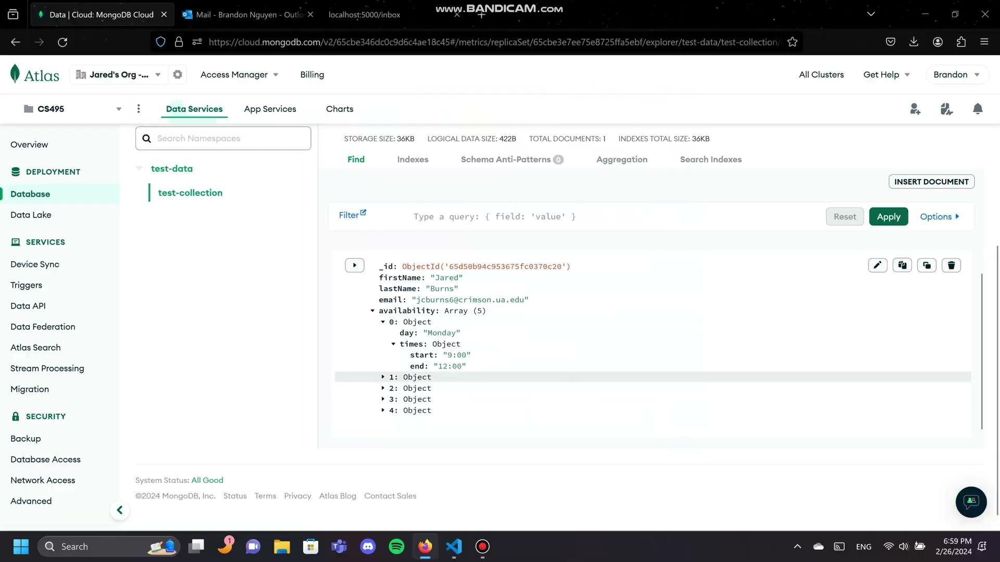 www.BANDICAM.com
Data | Cloud: MongoDB Cloud
Mail - Brandon Nguyen - Outlo
localhost:5000/inbox
https://cloud.mongodb.com/v2/65cbe346dc0c9d6c4ae18c45#/metrics/replicaSet/65cbe3e7ee75e8725ffa5ebf/explorer/test-data/test-collection/
Atlas
Jared's Org -...
Access Manager
Billing
All Clusters
Get Help
Brandon
CS495
Data Services
App Services
Charts
Overview
DEPLOYMENT
Database
Data Lake
SERVICES
Device Sync
Triggers
Data API
Data Federation
Atlas Search
Stream Processing
Migration
SECURITY
Backup
Database Access
Network Access
Advanced
Search Namespaces
test-data
test-collection
STORAGE SIZE: 36KB LOGICAL DATA SIZE: 422B TOTAL DOCUMENTS: 1 INDEXES TOTAL SIZE: 36KB
Find
Indexes
Schema Anti-Patterns 0
Aggregation
Search Indexes
INSERT DOCUMENT
Filter
Type a query: { field: 'value' }
Reset
Apply
Options
_id: ObjectId('65d50b94c953675fc0370c20')
firstName: "Jared"
lastName: "Burns"
email: "jcburns6@crimson.ua.edu"
availability: Array (5)
0: Object
day: "Monday"
times: Object
start: "9:00"
end: "12:00"
1: Object
2: Object
3: Object
4: Object
System Status: All Good
©2024 MongoDB, Inc. Status Terms Privacy Atlas Blog Contact Sales
Search
1
ENG
6:59 PM
2/26/2024